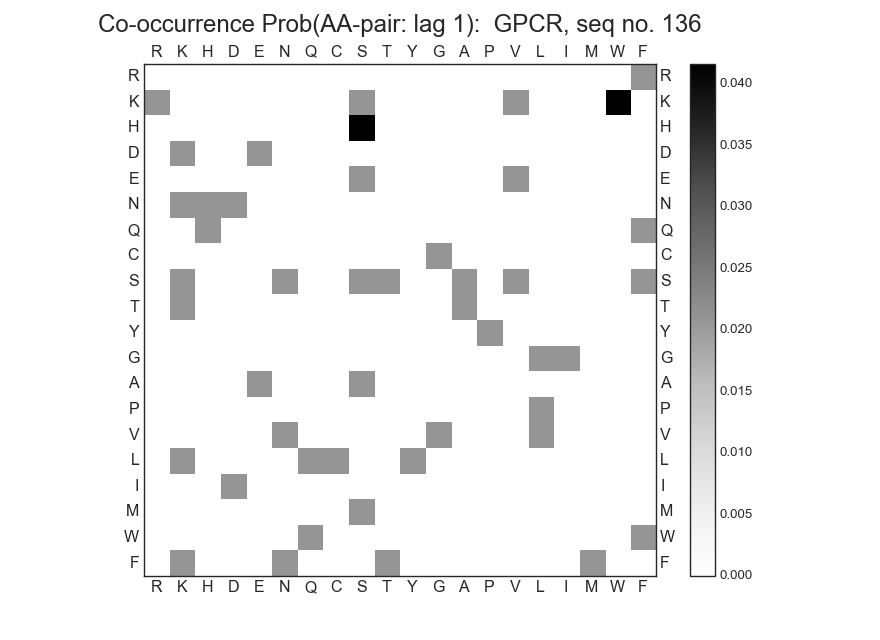 Co-occurrence Prob(AA-pair: lag 1):  GPCR, seq no. 136
R K H D E N Q C S T Y G A P V L I M W F
R R
K K
H H
D D
E E
N N
Q Q
C C
S S
T T
Y Y
G G
A A
P P
V V
L L
I I
M M
W W
F F
R K H D E N Q C S T Y G A P V L I M W F
0.040
0.035
0.030
0.025
0.020
0.015
0.010
0.005
0.000